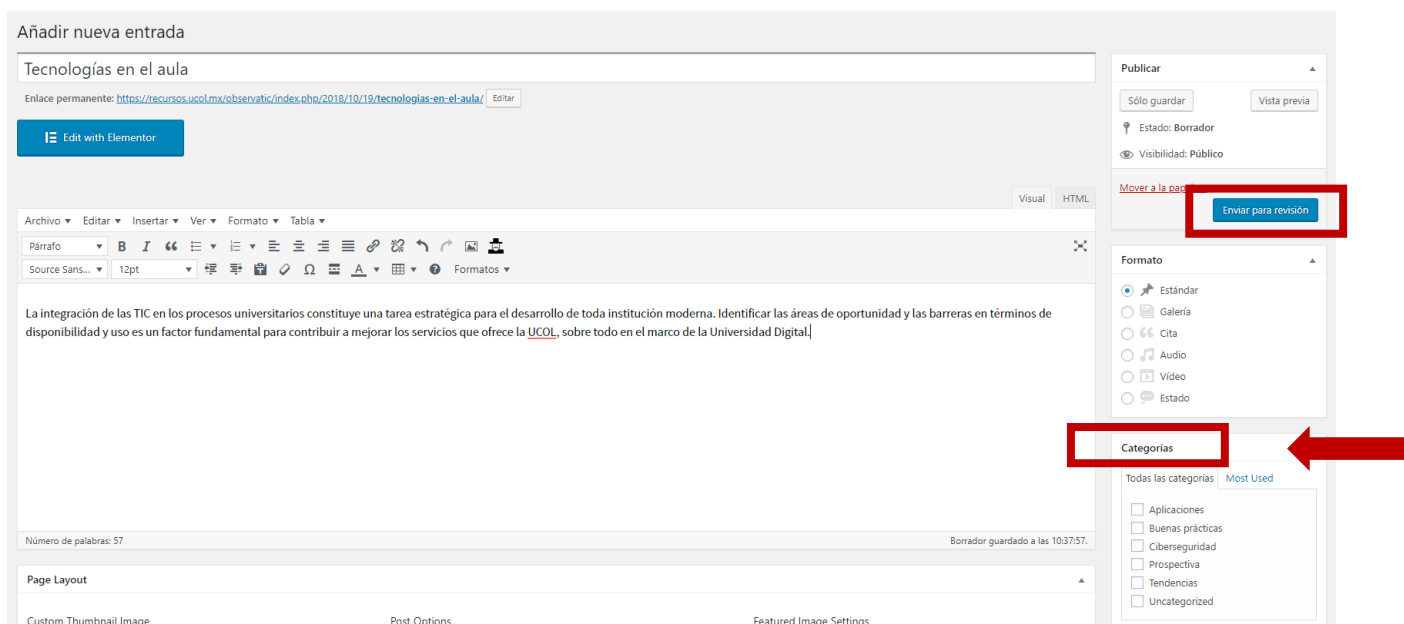 Añadir nueva entrada
Tecnologías en el aula
Enlace permanente: https://recursos.ucol.mx/observatic/index.php/2018/10/19/tecnologias-en-el-aula/ Editar
Edit with Elementor
Visual HTML
Archivo Editar Insertar Ver Formato Tabla
Párrafo
Source Sans... 12pt Formatos
La integración de las TIC en los procesos universitarios constituye una tarea estratégica para el desarrollo de toda institución moderna. Identificar las áreas de oportunidad y las barreras en términos de
disponibilidad y uso es un factor fundamental para contribuir a mejorar los servicios que ofrece la UCOL, sobre todo en el marco de la Universidad Digital.
Número de palabras: 57 Borrador guardado a las 10:37:57.
Page Layout
Custom Thumbnail Image Post Options Featured Image Settings
Publicar
Sólo guardar Vista previa
Estado: Borrador
Visibilidad: Público
Mover a la
Enviar para revisión
Formato
Estándar
Galería
Cita
Audio
Vídeo
Estado
Categorías
Todas las categorías Most Used
Aplicaciones
Buenas prácticas
Ciberseguridad
Prospectiva
Tendencias
Uncategorized